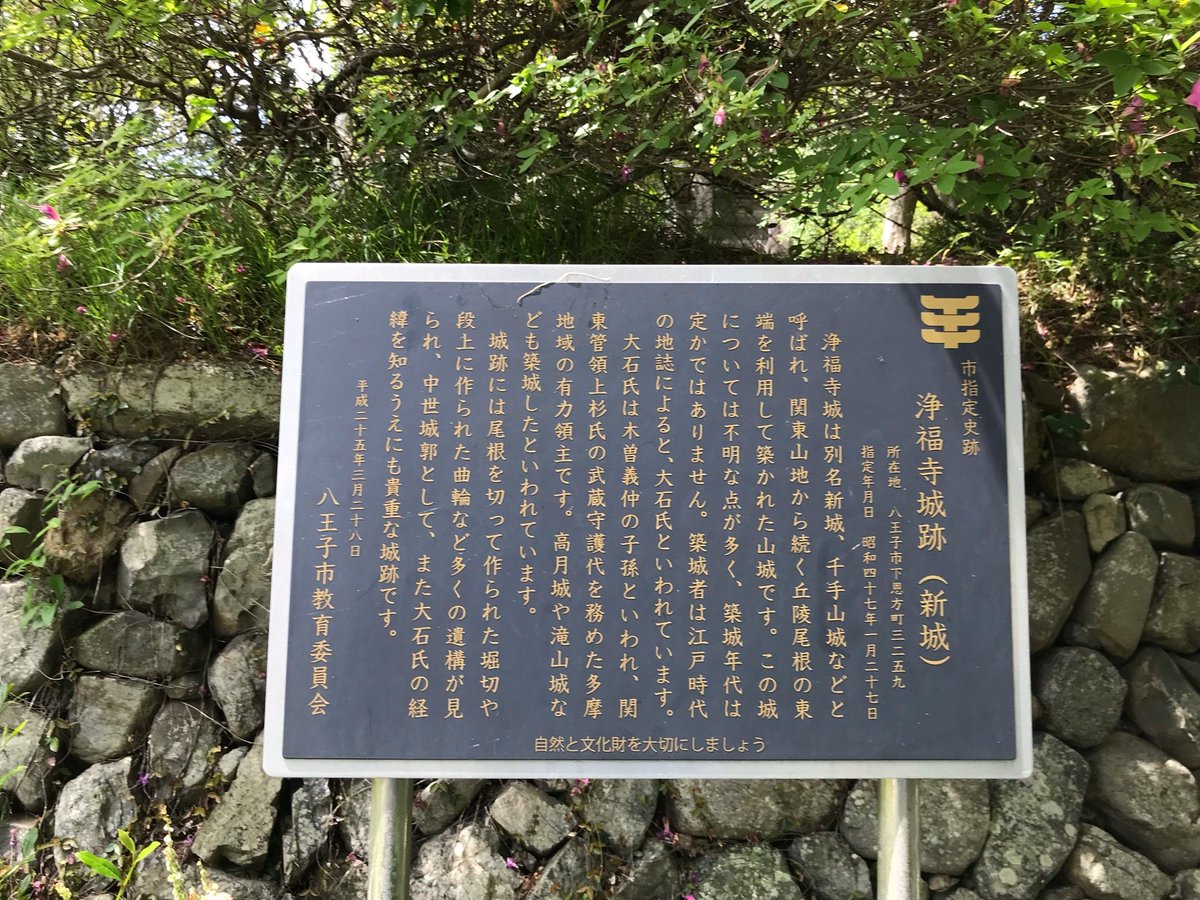 市指定史跡
浄福寺城跡（新城）
所在地　八王子市下恩方町三二五九
指定年月日　昭和四十七年一月二十七日
浄福寺城は別名新城、千手山城などと
呼ばれ、関東山地から続く丘陵尾根の東
端を利用して築かれた山城です。この城
については不明な点が多く、築城年代は
定かではありません。築城者は江戸時代
の地誌によると、大石氏といわれています。
大石氏は木曽義仲の子孫といわれ、関
東管領上杉氏の武蔵守護代を務めた多摩
地域の有力領主です。高月城や滝山城な
ども築城したといわれています。
城跡には尾根を切って作られた堀切や
段上に作られた曲輪など多くの遺構が見
られ、中世城郭として、また大石氏の経
緯を知るうえにも貴重な城跡です。
平成二十五年三月二十八日
八王子市教育委員会
自然と文化財を大切にしましょう